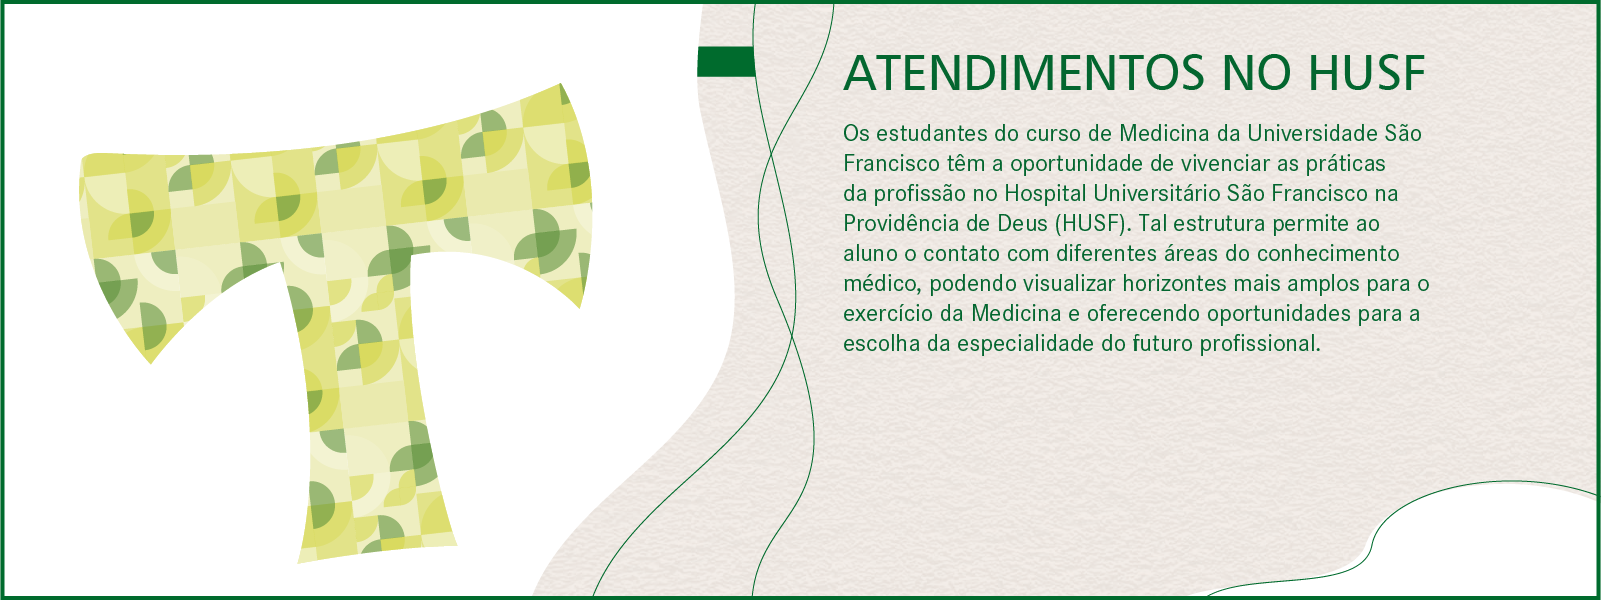 ATENDIMENTOS NO HUSF
Os estudantes do curso de Medicina da Universidade São
Francisco têm a oportunidade de vivenciar as práticas
da profissão no Hospital Universitário São Francisco na
Providência de Deus (HUSF). Tal estrutura permite ao
aluno o contato com diferentes áreas do conhecimento
médico, podendo visualizar horizontes mais amplos para o
exercício da Medicina e oferecendo oportunidades para a
escolha da especialidade do futuro profissional.